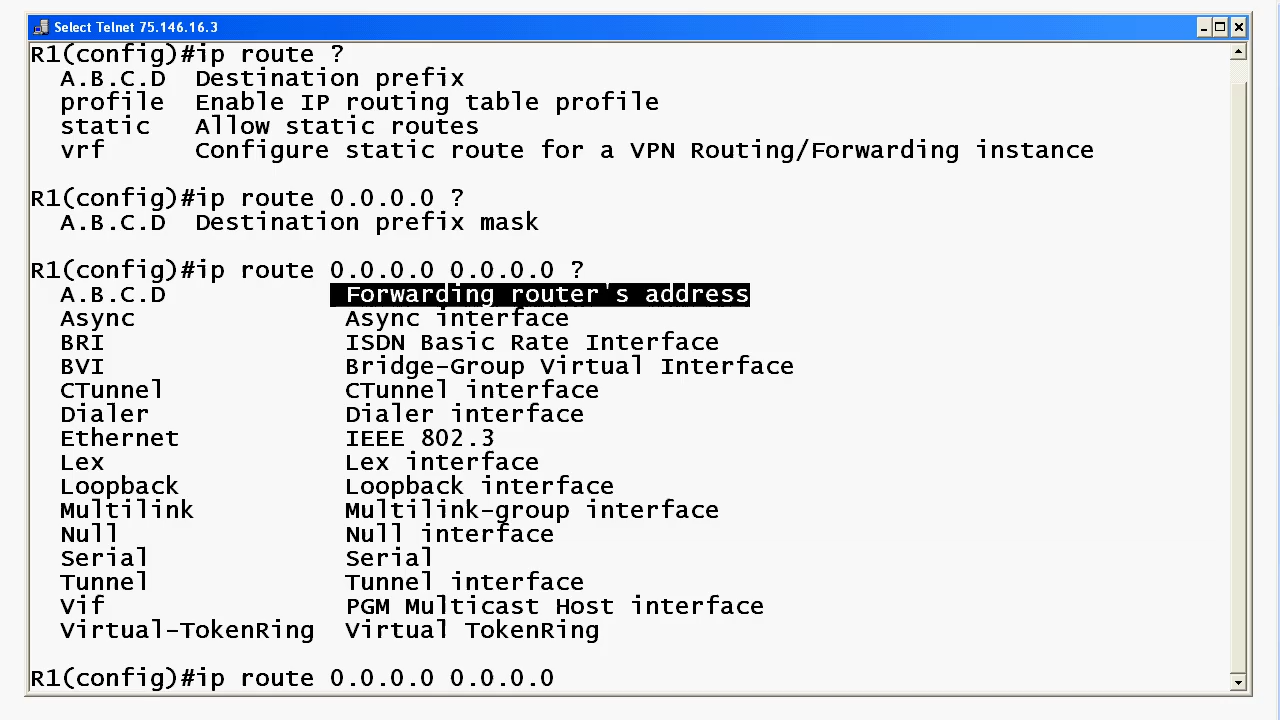 Select Telnet 75.146.16.3
R1(config)#ip route ?
A.B.C.D  Destination prefix
profile  Enable IP routing table profile
static   Allow static routes
vrf      Configure static route for a VPN Routing/Forwarding instance
R1(config)#ip route 0.0.0.0 ?
A.B.C.D  Destination prefix mask
R1(config)#ip route 0.0.0.0 0.0.0.0 ?
A.B.C.D            Forwarding router's address
Async              Async interface
BRI                ISDN Basic Rate Interface
BVI                Bridge-Group Virtual Interface
CTunnel            CTunnel interface
Dialer             Dialer interface
Ethernet           IEEE 802.3
Lex                Lex interface
Loopback           Loopback interface
Multilink          Multilink-group interface
Null               Null interface
Serial             Serial
Tunnel             Tunnel interface
Vif                PGM Multicast Host interface
Virtual-TokenRing  Virtual TokenRing
R1(config)#ip route 0.0.0.0 0.0.0.0